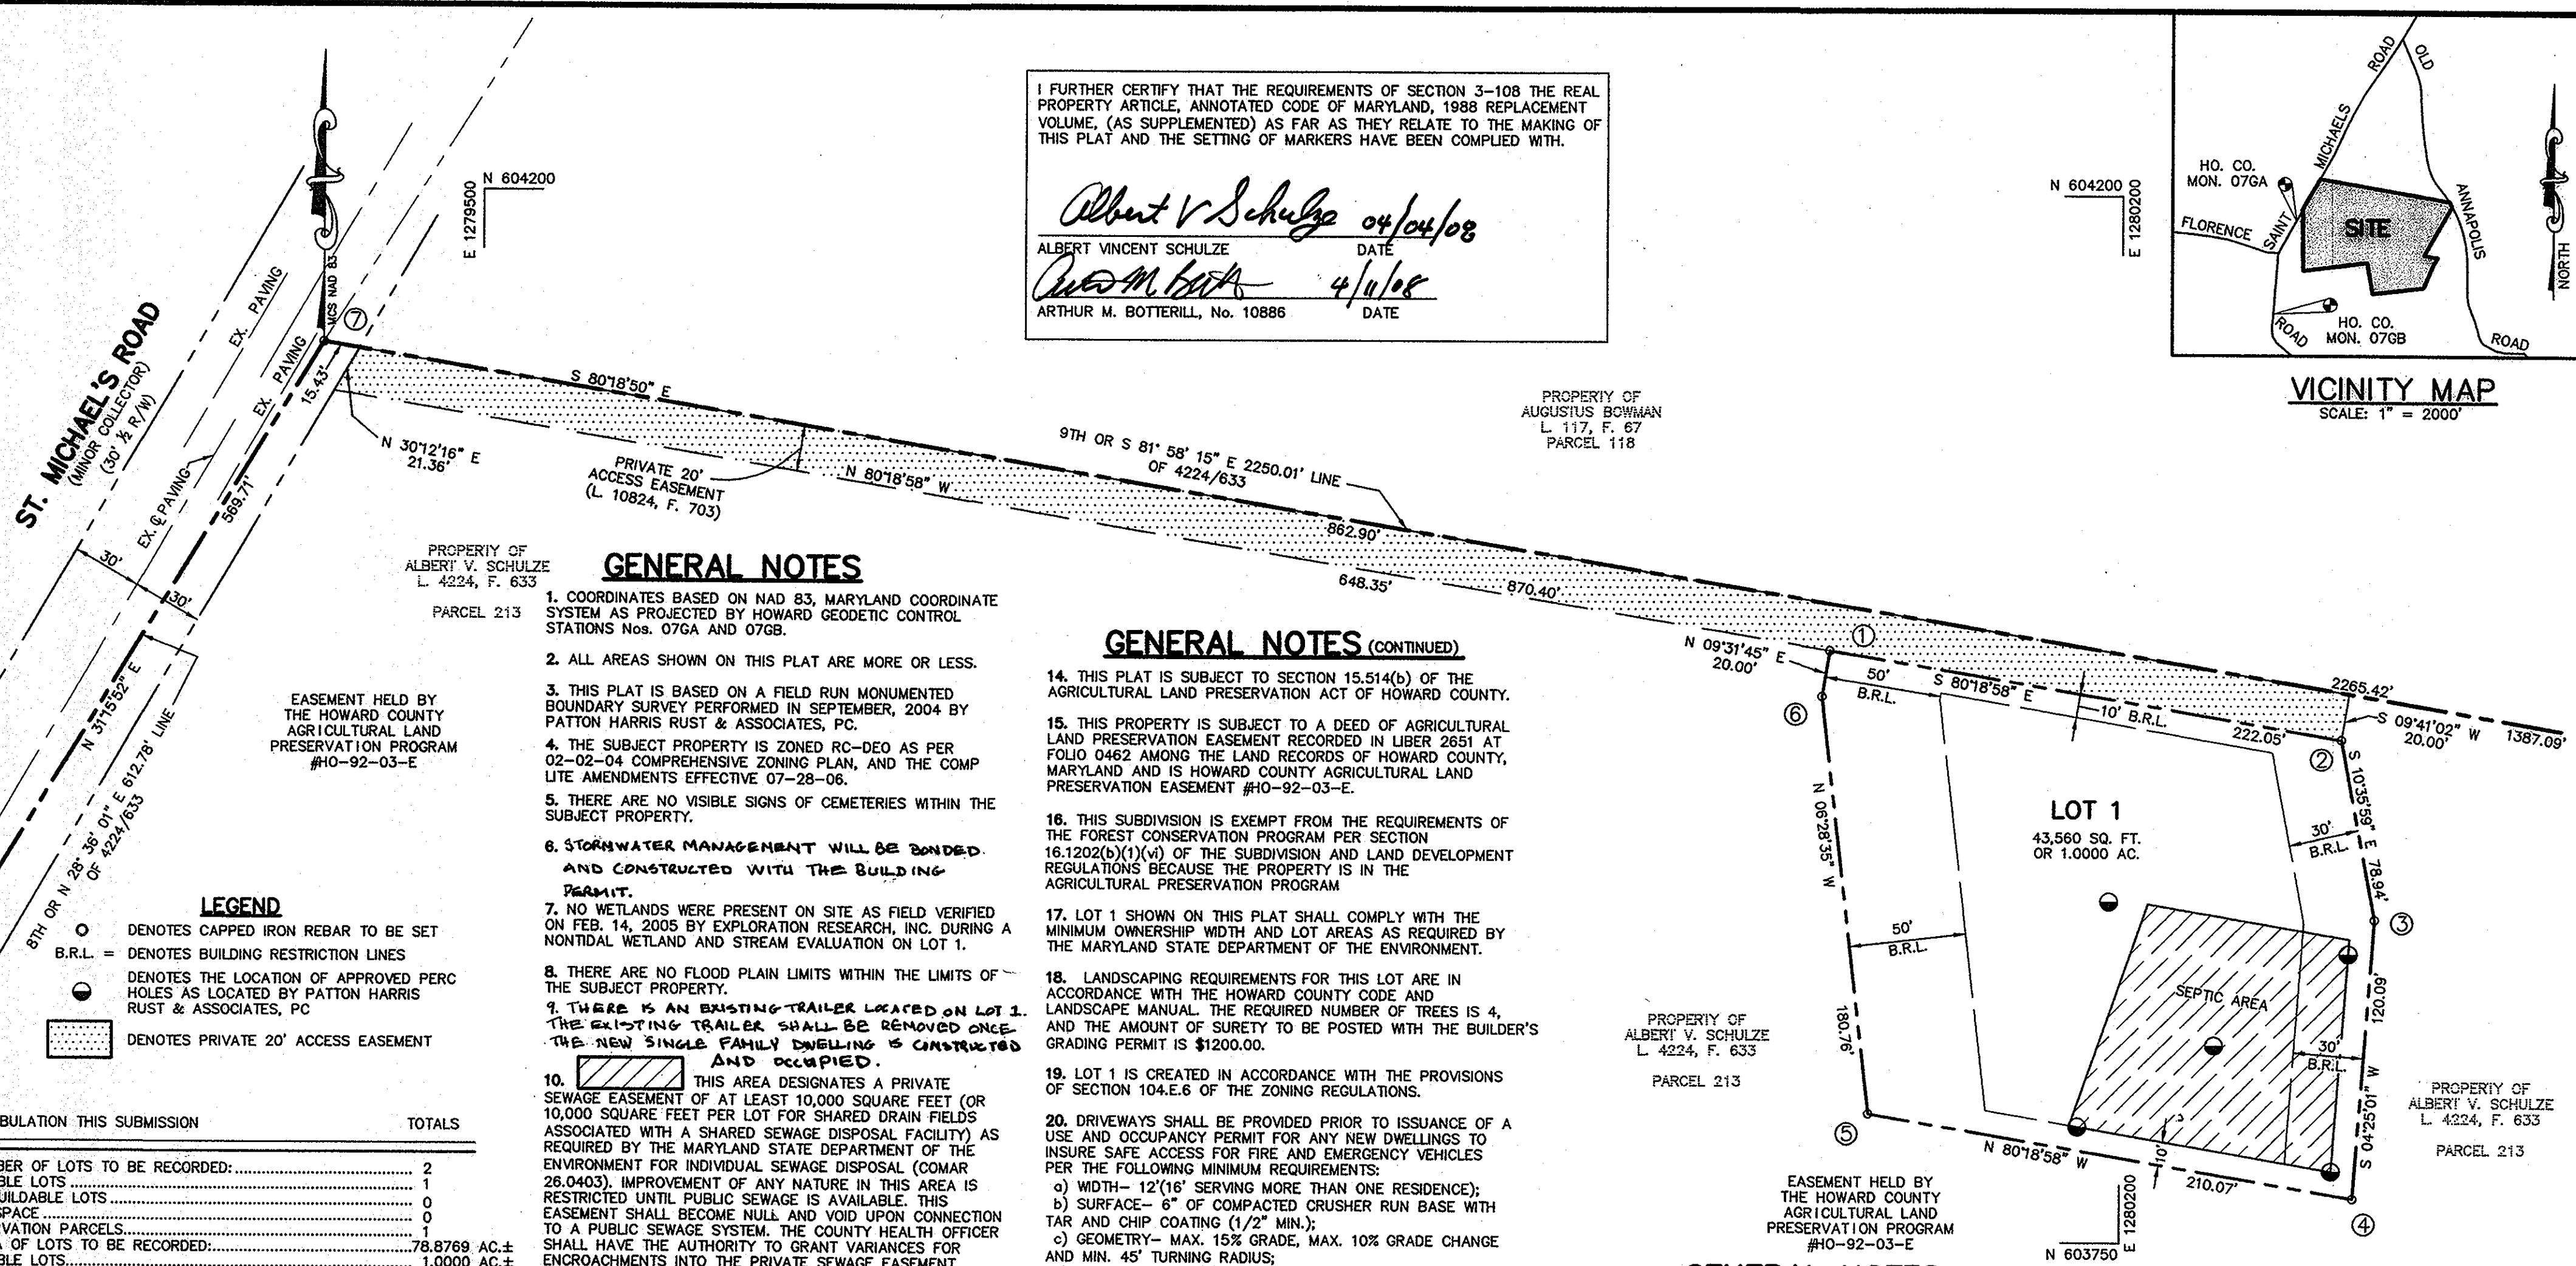 I FURTHER CERTIFY THAT THE REQUIREMENTS OF SECTION 3-108 THE REAL
PROPERTY ARTICLE, ANNOTATED CODE OF MARYLAND, 1988 REPLACEMENT
VOLUME, (AS SUPPLEMENTED) AS FAR AS THEY RELATE TO THE MAKING OF
THIS PLAT AND THE SETTING OF MARKERS HAVE BEEN COMPLIED WITH.
Albert V Schulze 04/04/08
ALBERT VINCENT SCHULZE DATE
4/11/08
ARTHUR M. BOTTERILL, No. 10886 DATE
N 604200
E 1279500
N 604200
E 1280200
MICHAELS ROAD
OLD
HO. CO.
MON. 07GA
FLORENCE
SAINT
SITE
ANNAPOLIS
ROAD
HO. CO.
MON. 07GB
ROAD
NORTH
VICINITY MAP
SCALE: 1" = 2000'
MCS NAD 83
7
ST. MICHAEL'S ROAD
(MINOR COLLECTOR)
(30' ½ R/W)
EX. PAVING
EX. PAVING
EX. ℄ PAVING
15.43'
569.71'
30'
30'
N 31°15'52" E
8TH OR N 28° 36' 01" E 612.78' LINE
OF 4224/633
N 30°12'16" E
21.36'
S 80°18'50" E
PRIVATE 20'
ACCESS EASEMENT
(L. 10824, F. 703)
N 80°18'58" W
9TH OR S 81° 58' 15" E 2250.01' LINE
OF 4224/633
862.90'
648.35'
870.40'
PROPERTY OF
AUGUSTUS BOWMAN
L. 117, F. 67
PARCEL 118
PROPERTY OF
ALBERT V. SCHULZE
L. 4224, F. 633
PARCEL 213
EASEMENT HELD BY
THE HOWARD COUNTY
AGRICULTURAL LAND
PRESERVATION PROGRAM
#HO-92-03-E
LEGEND
DENOTES CAPPED IRON REBAR TO BE SET
B.R.L. = DENOTES BUILDING RESTRICTION LINES
DENOTES THE LOCATION OF APPROVED PERC
HOLES AS LOCATED BY PATTON HARRIS
RUST & ASSOCIATES, PC
DENOTES PRIVATE 20' ACCESS EASEMENT
BULATION THIS SUBMISSION TOTALS
BER OF LOTS TO BE RECORDED: 2
BLE LOTS 1
UILDABLE LOTS 0
SPACE 0
RVATION PARCELS 1
OF LOTS TO BE RECORDED: 78.8769 AC.±
BLE LOTS 1.0000 AC.±
GENERAL NOTES
1. COORDINATES BASED ON NAD 83, MARYLAND COORDINATE
SYSTEM AS PROJECTED BY HOWARD GEODETIC CONTROL
STATIONS Nos. 07GA AND 07GB.
2. ALL AREAS SHOWN ON THIS PLAT ARE MORE OR LESS.
3. THIS PLAT IS BASED ON A FIELD RUN MONUMENTED
BOUNDARY SURVEY PERFORMED IN SEPTEMBER, 2004 BY
PATTON HARRIS RUST & ASSOCIATES, PC.
4. THE SUBJECT PROPERTY IS ZONED RC-DEO AS PER
02-02-04 COMPREHENSIVE ZONING PLAN, AND THE COMP
LITE AMENDMENTS EFFECTIVE 07-28-06.
5. THERE ARE NO VISIBLE SIGNS OF CEMETERIES WITHIN THE
SUBJECT PROPERTY.
6. STORMWATER MANAGEMENT WILL BE BONDED
AND CONSTRUCTED WITH THE BUILDING
PERMIT.
7. NO WETLANDS WERE PRESENT ON SITE AS FIELD VERIFIED
ON FEB. 14, 2005 BY EXPLORATION RESEARCH, INC. DURING A
NONTIDAL WETLAND AND STREAM EVALUATION ON LOT 1.
8. THERE ARE NO FLOOD PLAIN LIMITS WITHIN THE LIMITS OF
THE SUBJECT PROPERTY.
9. THERE IS AN EXISTING TRAILER LOCATED ON LOT 1.
THE EXISTING TRAILER SHALL BE REMOVED ONCE
THE NEW SINGLE FAMILY DWELLING IS CONSTRUCTED
AND OCCUPIED.
10. THIS AREA DESIGNATES A PRIVATE
SEWAGE EASEMENT OF AT LEAST 10,000 SQUARE FEET (OR
10,000 SQUARE FEET PER LOT FOR SHARED DRAIN FIELDS
ASSOCIATED WITH A SHARED SEWAGE DISPOSAL FACILITY) AS
REQUIRED BY THE MARYLAND STATE DEPARTMENT OF THE
ENVIRONMENT FOR INDIVIDUAL SEWAGE DISPOSAL (COMAR
26.0403). IMPROVEMENT OF ANY NATURE IN THIS AREA IS
RESTRICTED UNTIL PUBLIC SEWAGE IS AVAILABLE. THIS
EASEMENT SHALL BECOME NULL AND VOID UPON CONNECTION
TO A PUBLIC SEWAGE SYSTEM. THE COUNTY HEALTH OFFICER
SHALL HAVE THE AUTHORITY TO GRANT VARIANCES FOR
ENCROACHMENTS INTO THE PRIVATE SEWAGE EASEMENT
GENERAL NOTES (CONTINUED)
14. THIS PLAT IS SUBJECT TO SECTION 15.514(b) OF THE
AGRICULTURAL LAND PRESERVATION ACT OF HOWARD COUNTY.
15. THIS PROPERTY IS SUBJECT TO A DEED OF AGRICULTURAL
LAND PRESERVATION EASEMENT RECORDED IN LIBER 2651 AT
FOLIO 0462 AMONG THE LAND RECORDS OF HOWARD COUNTY,
MARYLAND AND IS HOWARD COUNTY AGRICULTURAL LAND
PRESERVATION EASEMENT #HO-92-03-E.
16. THIS SUBDIVISION IS EXEMPT FROM THE REQUIREMENTS OF
THE FOREST CONSERVATION PROGRAM PER SECTION
16.1202(b)(1)(vi) OF THE SUBDIVISION AND LAND DEVELOPMENT
REGULATIONS BECAUSE THE PROPERTY IS IN THE
AGRICULTURAL PRESERVATION PROGRAM
17. LOT 1 SHOWN ON THIS PLAT SHALL COMPLY WITH THE
MINIMUM OWNERSHIP WIDTH AND LOT AREAS AS REQUIRED BY
THE MARYLAND STATE DEPARTMENT OF THE ENVIRONMENT.
18. LANDSCAPING REQUIREMENTS FOR THIS LOT ARE IN
ACCORDANCE WITH THE HOWARD COUNTY CODE AND
LANDSCAPE MANUAL. THE REQUIRED NUMBER OF TREES IS 4,
AND THE AMOUNT OF SURETY TO BE POSTED WITH THE BUILDER'S
GRADING PERMIT IS $1200.00.
19. LOT 1 IS CREATED IN ACCORDANCE WITH THE PROVISIONS
OF SECTION 104.E.6 OF THE ZONING REGULATIONS.
20. DRIVEWAYS SHALL BE PROVIDED PRIOR TO ISSUANCE OF A
USE AND OCCUPANCY PERMIT FOR ANY NEW DWELLINGS TO
INSURE SAFE ACCESS FOR FIRE AND EMERGENCY VEHICLES
PER THE FOLLOWING MINIMUM REQUIREMENTS:
a) WIDTH- 12'(16' SERVING MORE THAN ONE RESIDENCE);
b) SURFACE- 6" OF COMPACTED CRUSHER RUN BASE WITH
TAR AND CHIP COATING (1/2" MIN.);
c) GEOMETRY- MAX. 15% GRADE, MAX. 10% GRADE CHANGE
AND MIN. 45' TURNING RADIUS;
N 09°31'45" E
20.00'
1
50'
B.R.L.
S 80°18'58" E
10' B.R.L.
222.05'
2265.42'
S 09°41'02" W
20.00'
1387.09'
2
6
S 10°35'59" E 78.94'
LOT 1
43,560 SQ. FT.
OR 1.0000 AC.
30'
B.R.L.
3
N 06°28'35" W
180.76'
50'
B.R.L.
SEPTIC AREA
120.09'
30'
B.R.L.
S 04°25'01" W
PROPERTY OF
ALBERT V. SCHULZE
L. 4224, F. 633
PARCEL 213
PROPERTY OF
ALBERT V. SCHULZE
L. 4224, F. 633
PARCEL 213
5
N 80°18'58" W
10'
210.07'
4
EASEMENT HELD BY
THE HOWARD COUNTY
AGRICULTURAL LAND
PRESERVATION PROGRAM
#HO-92-03-E
E 1280200
N 603750